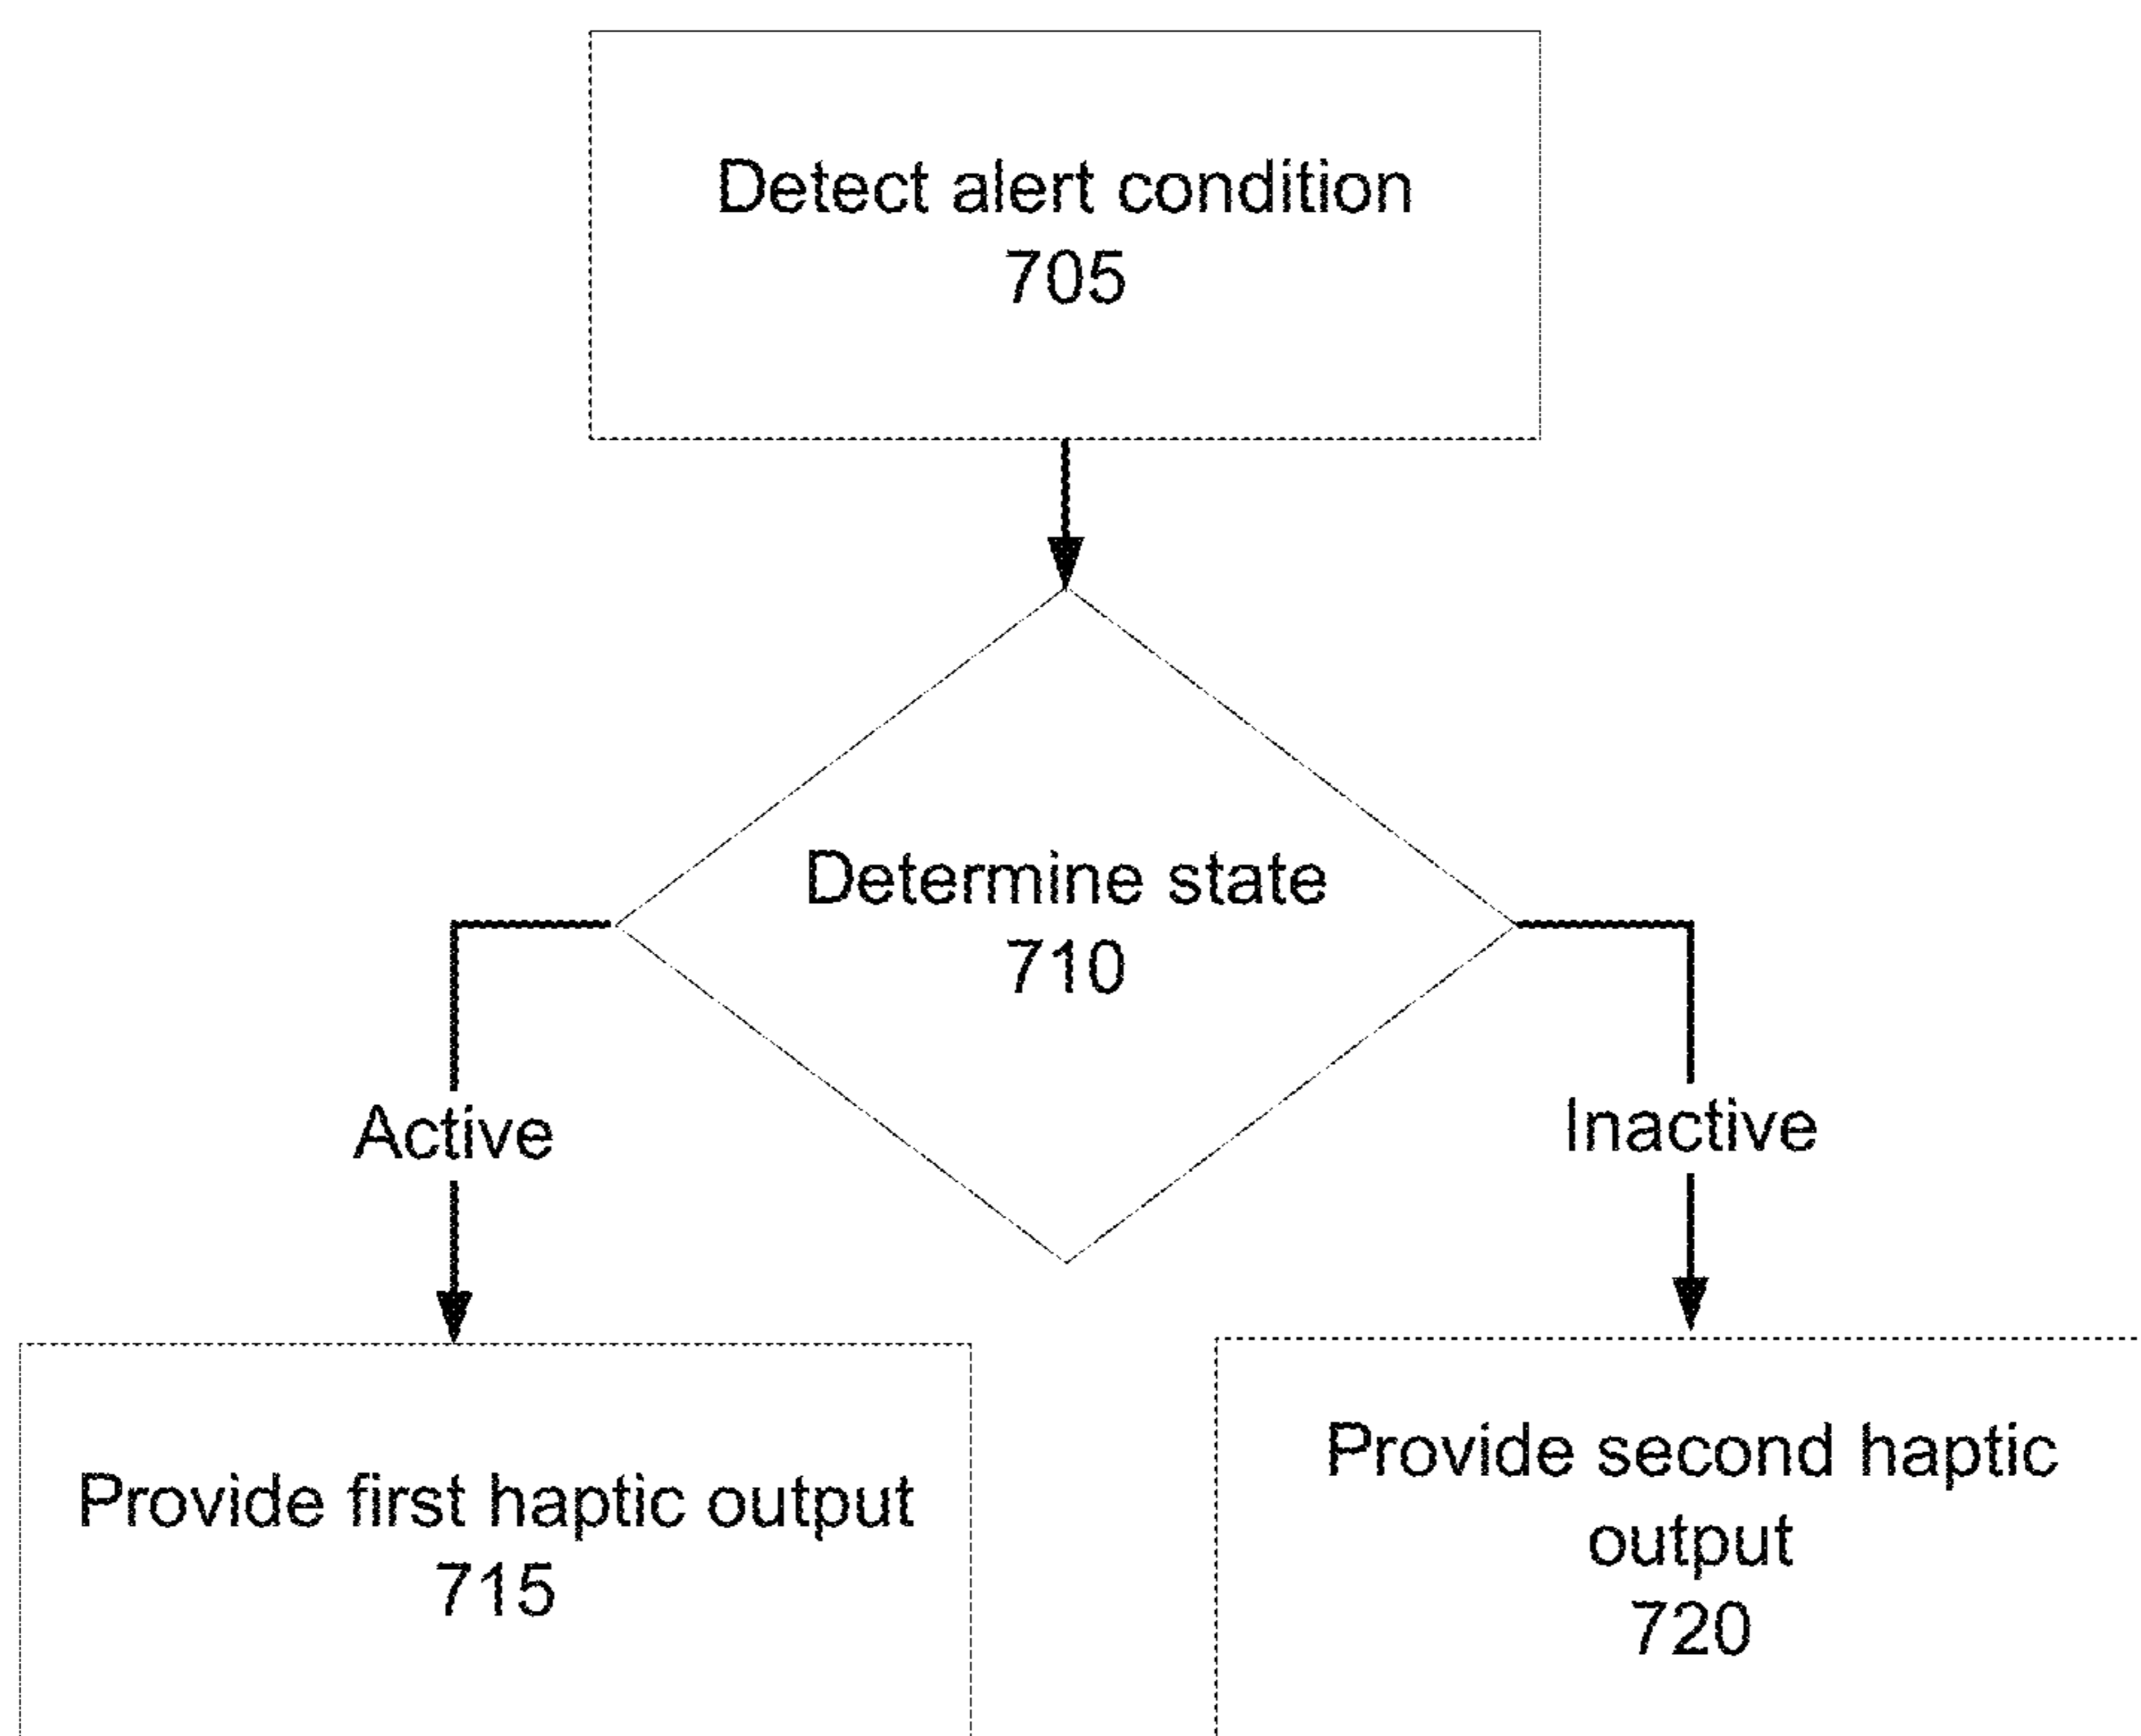 Detect alert condition
705
Determine state
710
Active
Inactive
Provide first haptic output
715
Provide second haptic
output
720